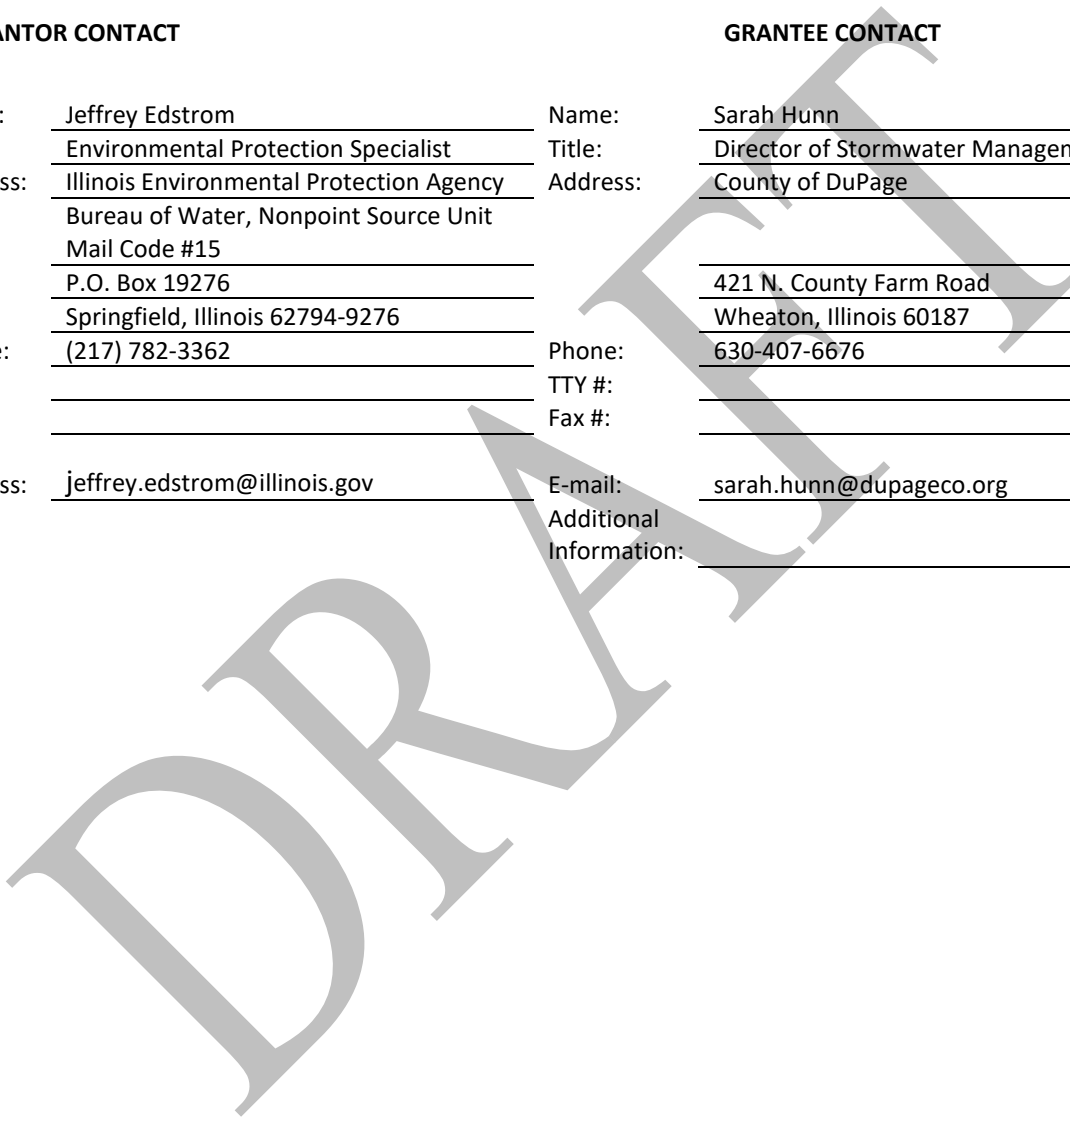 ANTOR CONTACT
: Jeffrey Edstrom
Environmental Protection Specialist
ss: Illinois Environmental Protection Agency
Bureau of Water, Nonpoint Source Unit
Mail Code #15
P.O. Box 19276
Springfield, Illinois 62794-9276
e: (217) 782-3362
ss: jeffrey.edstrom@illinois.gov
GRANTEE CONTACT
Name: Sarah Hunn
Title: Director of Stormwater
Address: County of DuPage
421 N. County Farm Road
Wheaton, Illinois 60187
Phone: 630-407-6676
TTY #:
Fax #:
E-mail: sarah.hunn@dupageco.org
Additional
Information:
DRAFT